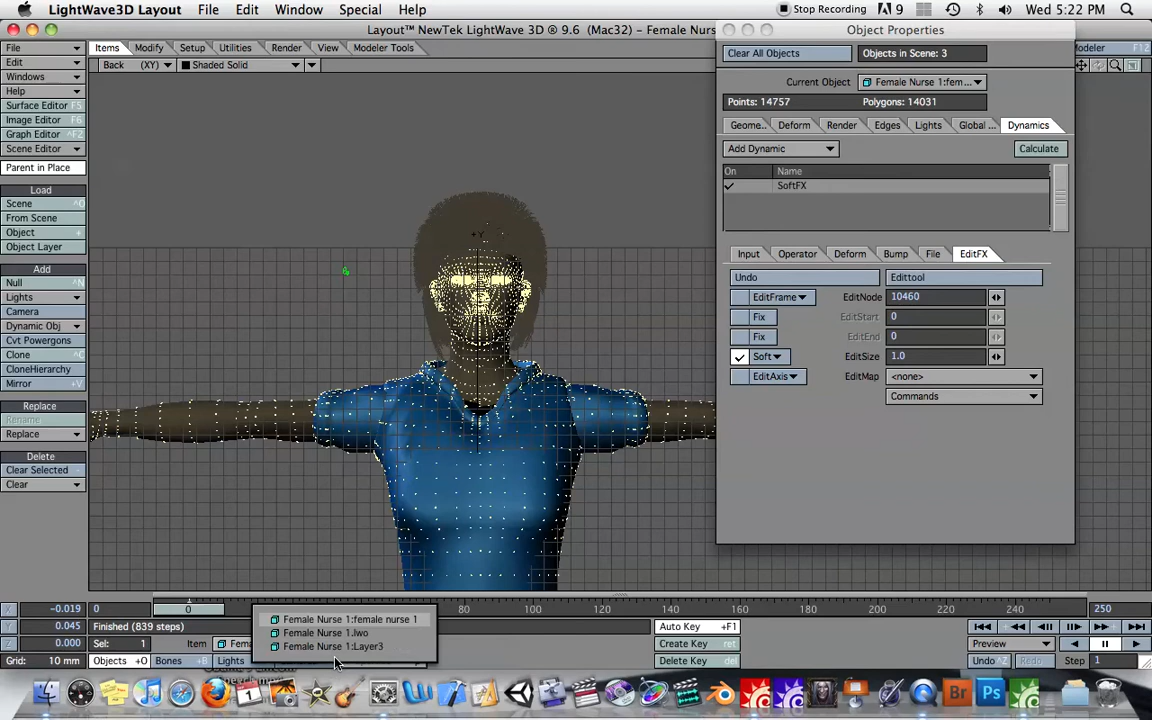 LightWave3D Layout File Edit Window Special Help Stop Recording 9 Wed 5:22 PM
Layout™ NewTek LightWave 3D ® 9.6 (Mac32) - Female Nurs
Object Properties
File
Items Modify Setup Utilities Render View Modeler Tools
Modeler F12
Edit
Back (XY) Shaded Solid
Windows
Help
Clear All Objects Objects in Scene: 3
Current Object Female Nurse 1:fem...
Points: 14757 Polygons: 14031
Geome... Deform Render Edges Lights Global ... Dynamics
Add Dynamic Calculate
On Name
SoftFX
Input Operator Deform Bump File EditFX
Undo Edittool
EditFrame EditNode 10460
Fix EditStart 0
Fix EditEnd 0
Soft EditSize 1.0
EditAxis EditMap <none>
Commands
Surface Editor F5
Image Editor F6
Graph Editor ^F2
Scene Editor
Parent in Place
Load
Scene ^O
From Scene
Object +
Object Layer
Add
Null ^N
Lights
Camera
Dynamic Obj
Cvt Powergons
Clone ^C
CloneHierarchy
Mirror +V
Replace
Rename
Replace
Delete
Clear Selected -
Clear
+Y
X -0.019 0
Y 0.045
Z 0.000
Grid: 10 mm
0 80 100 120 140 160 180 200 220 240 250
Finished (839 steps)
Sel: 1 Item Fema
Objects +O Bones +B Lights
Female Nurse 1:female nurse 1
Female Nurse 1.lwo
Female Nurse 1:Layer3
Auto Key +F1
Create Key ret
Delete Key del
Preview
Undo ^Z Redo Step 1